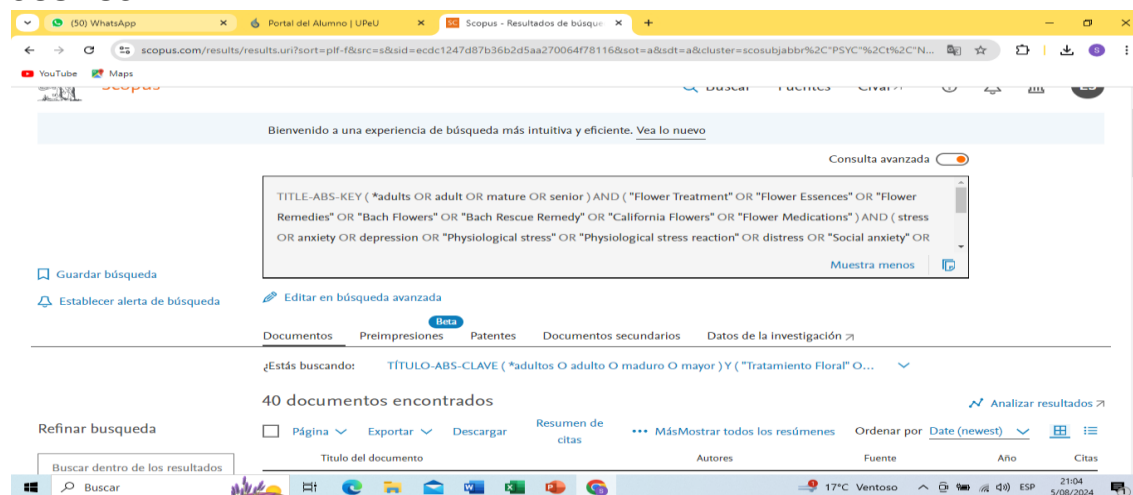 (50) WhatsApp
Portal del Alumno | UPeU
Scopus - Resultados de búsque
scopus.com/results/results.uri?sort=plf-f&src=s&sid=ecdc1247d87b36b2d5aa270064f78116&sot=a&sdt=a&cluster=scosubjabbr%2C"PSYC"%2Ct%2C"N...
YouTube Maps
Scopus Buscar Fuentes
Bienvenido a una experiencia de búsqueda más intuitiva y eficiente. Vea lo nuevo
Consulta avanzada
TITLE-ABS-KEY ( *adults OR adult OR mature OR senior ) AND ( "Flower Treatment" OR "Flower Essences" OR "Flower
Remedies" OR "Bach Flowers" OR "Bach Rescue Remedy" OR "California Flowers" OR "Flower Medications" ) AND ( stress
OR anxiety OR depression OR "Physiological stress" OR "Physiological stress reaction" OR distress OR "Social anxiety" OR
Muestra menos
Guardar búsqueda
Establecer alerta de búsqueda
Editar en búsqueda avanzada
Beta
Documentos Preimpresiones Patentes Documentos secundarios Datos de la investigación
¿Estás buscando: TÍTULO-ABS-CLAVE ( *adultos O adulto O maduro O mayor ) Y ( "Tratamiento Floral" O...
40 documentos encontrados
Analizar resultados
Refinar busqueda
Página Exportar Descargar Resumen de citas ••• MásMostrar todos los resúmenes Ordenar por Date (newest)
Buscar dentro de los resultados
Titulo del documento Autores Fuente Año Citas
Buscar
17°C Ventoso ESP 21:04
5/08/2024